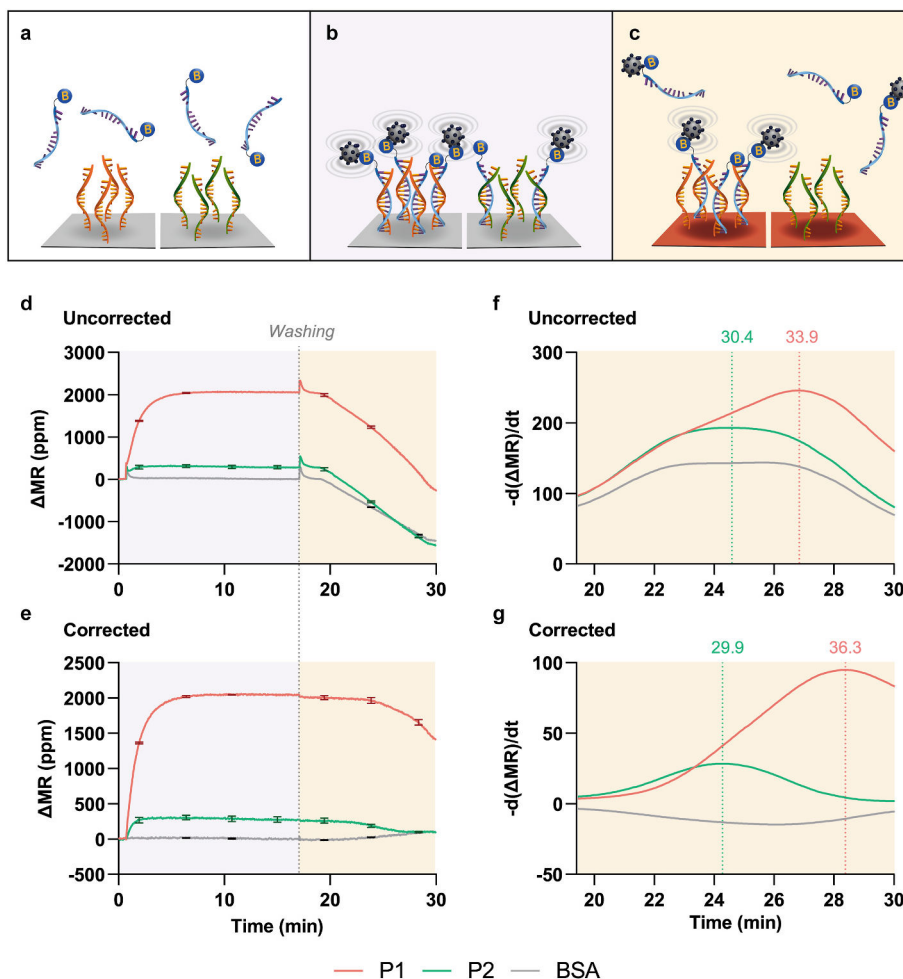 a
b
c
B B B B
B B B B B B
B B B B B B
d
Uncorrected
Washing
3000
2000
1000
0
-1000
-2000
ΔMR (ppm)
0 10 20 30
f
Uncorrected
30.4 33.9
300
200
100
0
-d(ΔMR)/dt
20 22 24 26 28 30
e
Corrected
2500
2000
1500
1000
500
0
-500
ΔMR (ppm)
0 10 20 30
Time (min)
g
Corrected
29.9 36.3
100
50
0
-50
-d(ΔMR)/dt
20 22 24 26 28 30
Time (min)
P1 P2 BSA